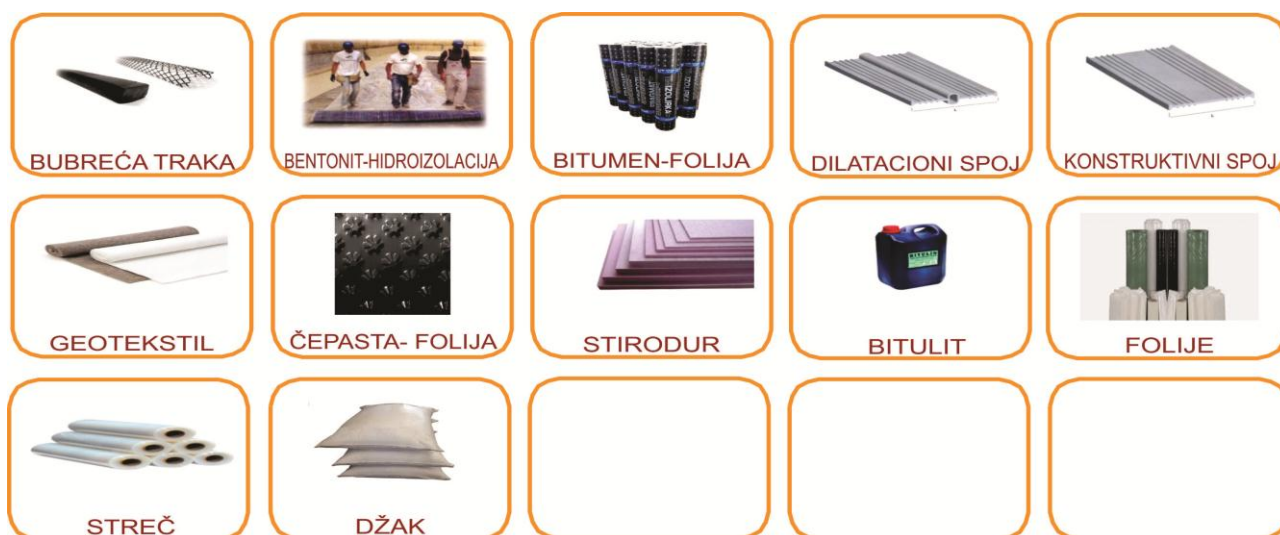 BUBREĆA TRAKA
BENTONIT-HIDROIZOLACIJA
BITUMEN-FOLIJA
DILATACIONI SPOJ
KONSTRUKTIVNI SPOJ
GEOTEKSTIL
ČEPASTA- FOLIJA
STIRODUR
BITULIT
FOLIJE
STREČ
DŽAK